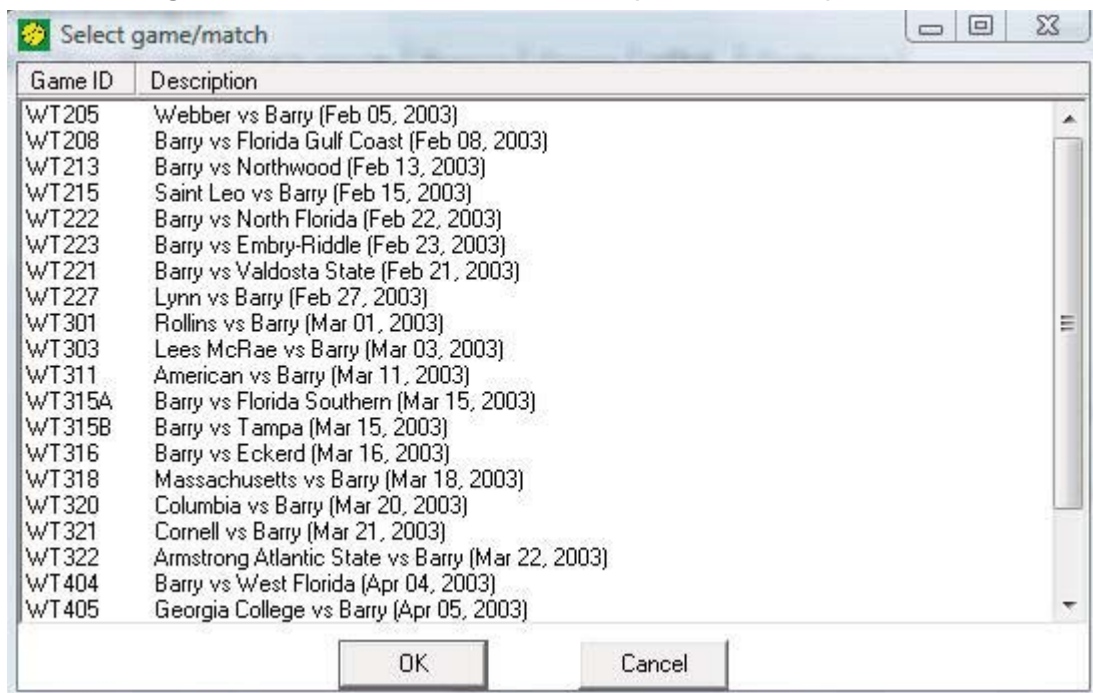 Select game/match
Game ID Description
WT205 Webber vs Barry (Feb 05, 2003)
WT208 Barry vs Florida Gulf Coast (Feb 08, 2003)
WT213 Barry vs Northwood (Feb 13, 2003)
WT215 Saint Leo vs Barry (Feb 15, 2003)
WT222 Barry vs North Florida (Feb 22, 2003)
WT223 Barry vs Embry-Riddle (Feb 23, 2003)
WT221 Barry vs Valdosta State (Feb 21, 2003)
WT227 Lynn vs Barry (Feb 27, 2003)
WT301 Rollins vs Barry (Mar 01, 2003)
WT303 Lees McRae vs Barry (Mar 03, 2003)
WT311 American vs Barry (Mar 11, 2003)
WT315A Barry vs Florida Southern (Mar 15, 2003)
WT315B Barry vs Tampa (Mar 15, 2003)
WT316 Barry vs Eckerd (Mar 16, 2003)
WT318 Massachusetts vs Barry (Mar 18, 2003)
WT320 Columbia vs Barry (Mar 20, 2003)
WT321 Cornell vs Barry (Mar 21, 2003)
WT322 Armstrong Atlantic State vs Barry (Mar 22, 2003)
WT404 Barry vs West Florida (Apr 04, 2003)
WT405 Georgia College vs Barry (Apr 05, 2003)
OK Cancel